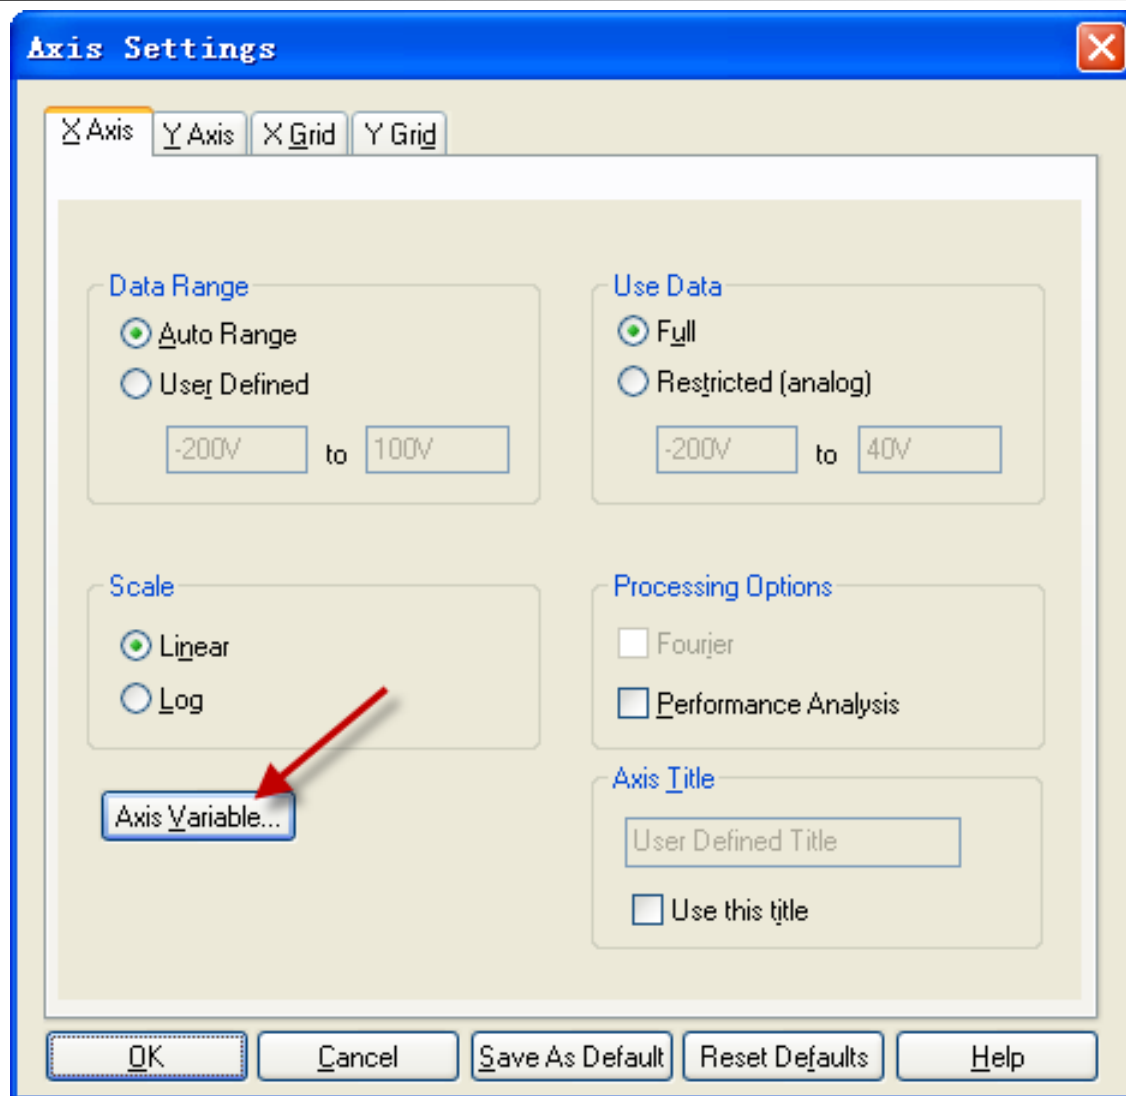 Axis Settings
X Axis
Y Axis
X Grid
Y Grid
Data Range
Auto Range
User Defined
-200V to 100V
Use Data
Full
Restricted (analog)
-200V to 40V
Scale
Linear
Log
Processing Options
Fourier
Performance Analysis
Axis Variable...
Axis Title
User Defined Title
Use this title
OK
Cancel
Save As Default
Reset Defaults
Help